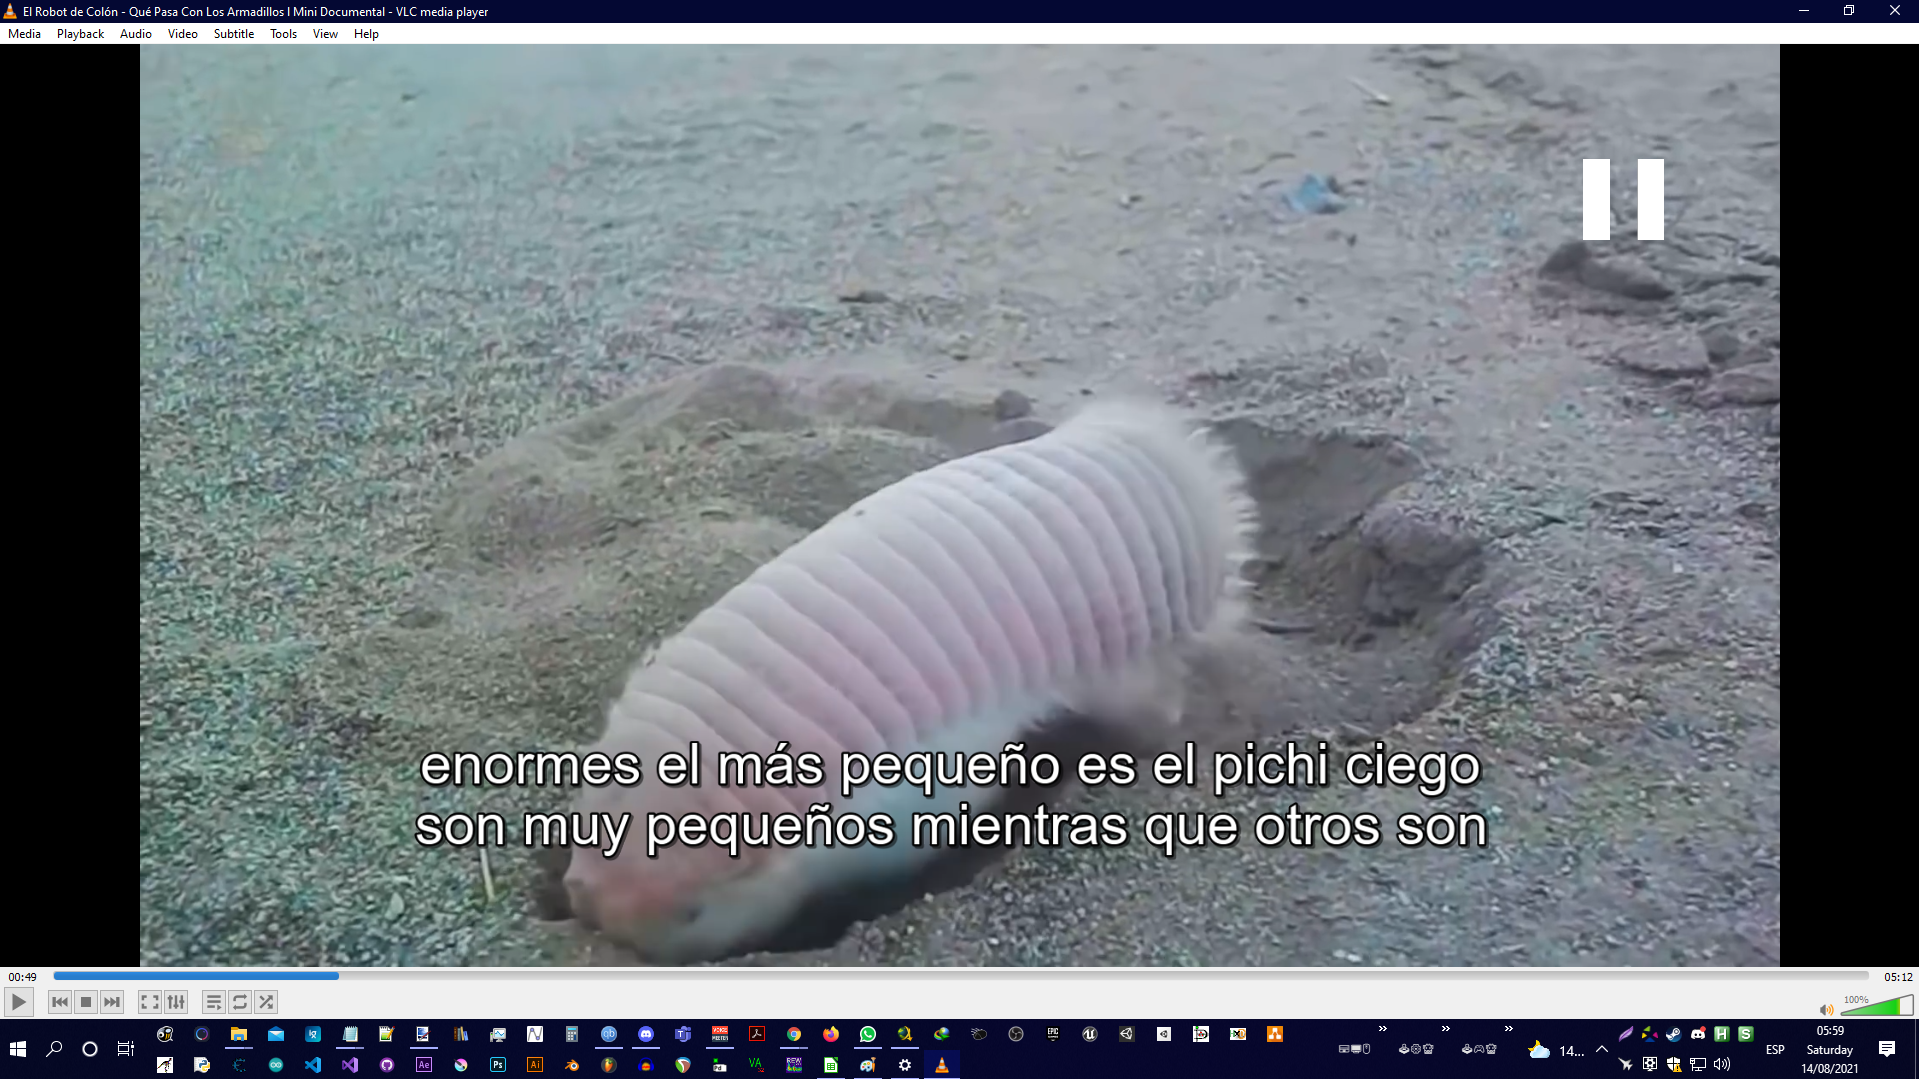 El Robot de Colón - Qué Pasa Con Los Armadillos I Mini Documental - VLC media player
Media Playback Audio Video Subtitle Tools View Help
enormes el más pequeño es el pichi ciego
son muy pequeños mientras que otros son
00:49
05:12
100%
14...
ESP
05:59
Saturday
14/08/2021